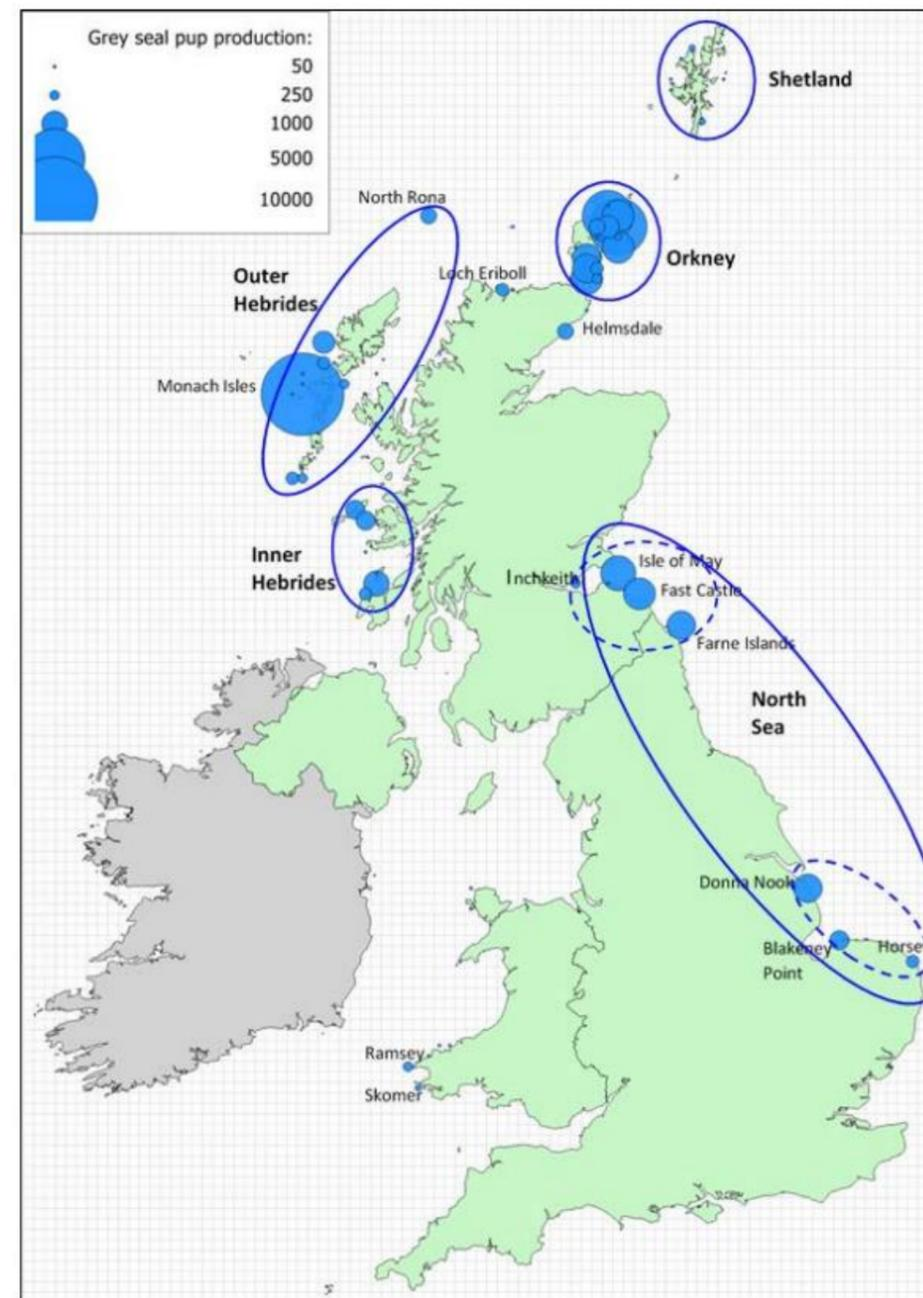 Grey seal pup production:
50
250
1000
5000
10000
Shetland
North Rona
Outer
Hebrides
Loch Eriboll
Orkney
Helmsdale
Monach Isles
Inner
Hebrides
Inchkeith
Isle of May
Fast Castle
Farne Islands
North
Sea
Donna Nook
Blakeney
Point
Horse
Ramsey
Skomer